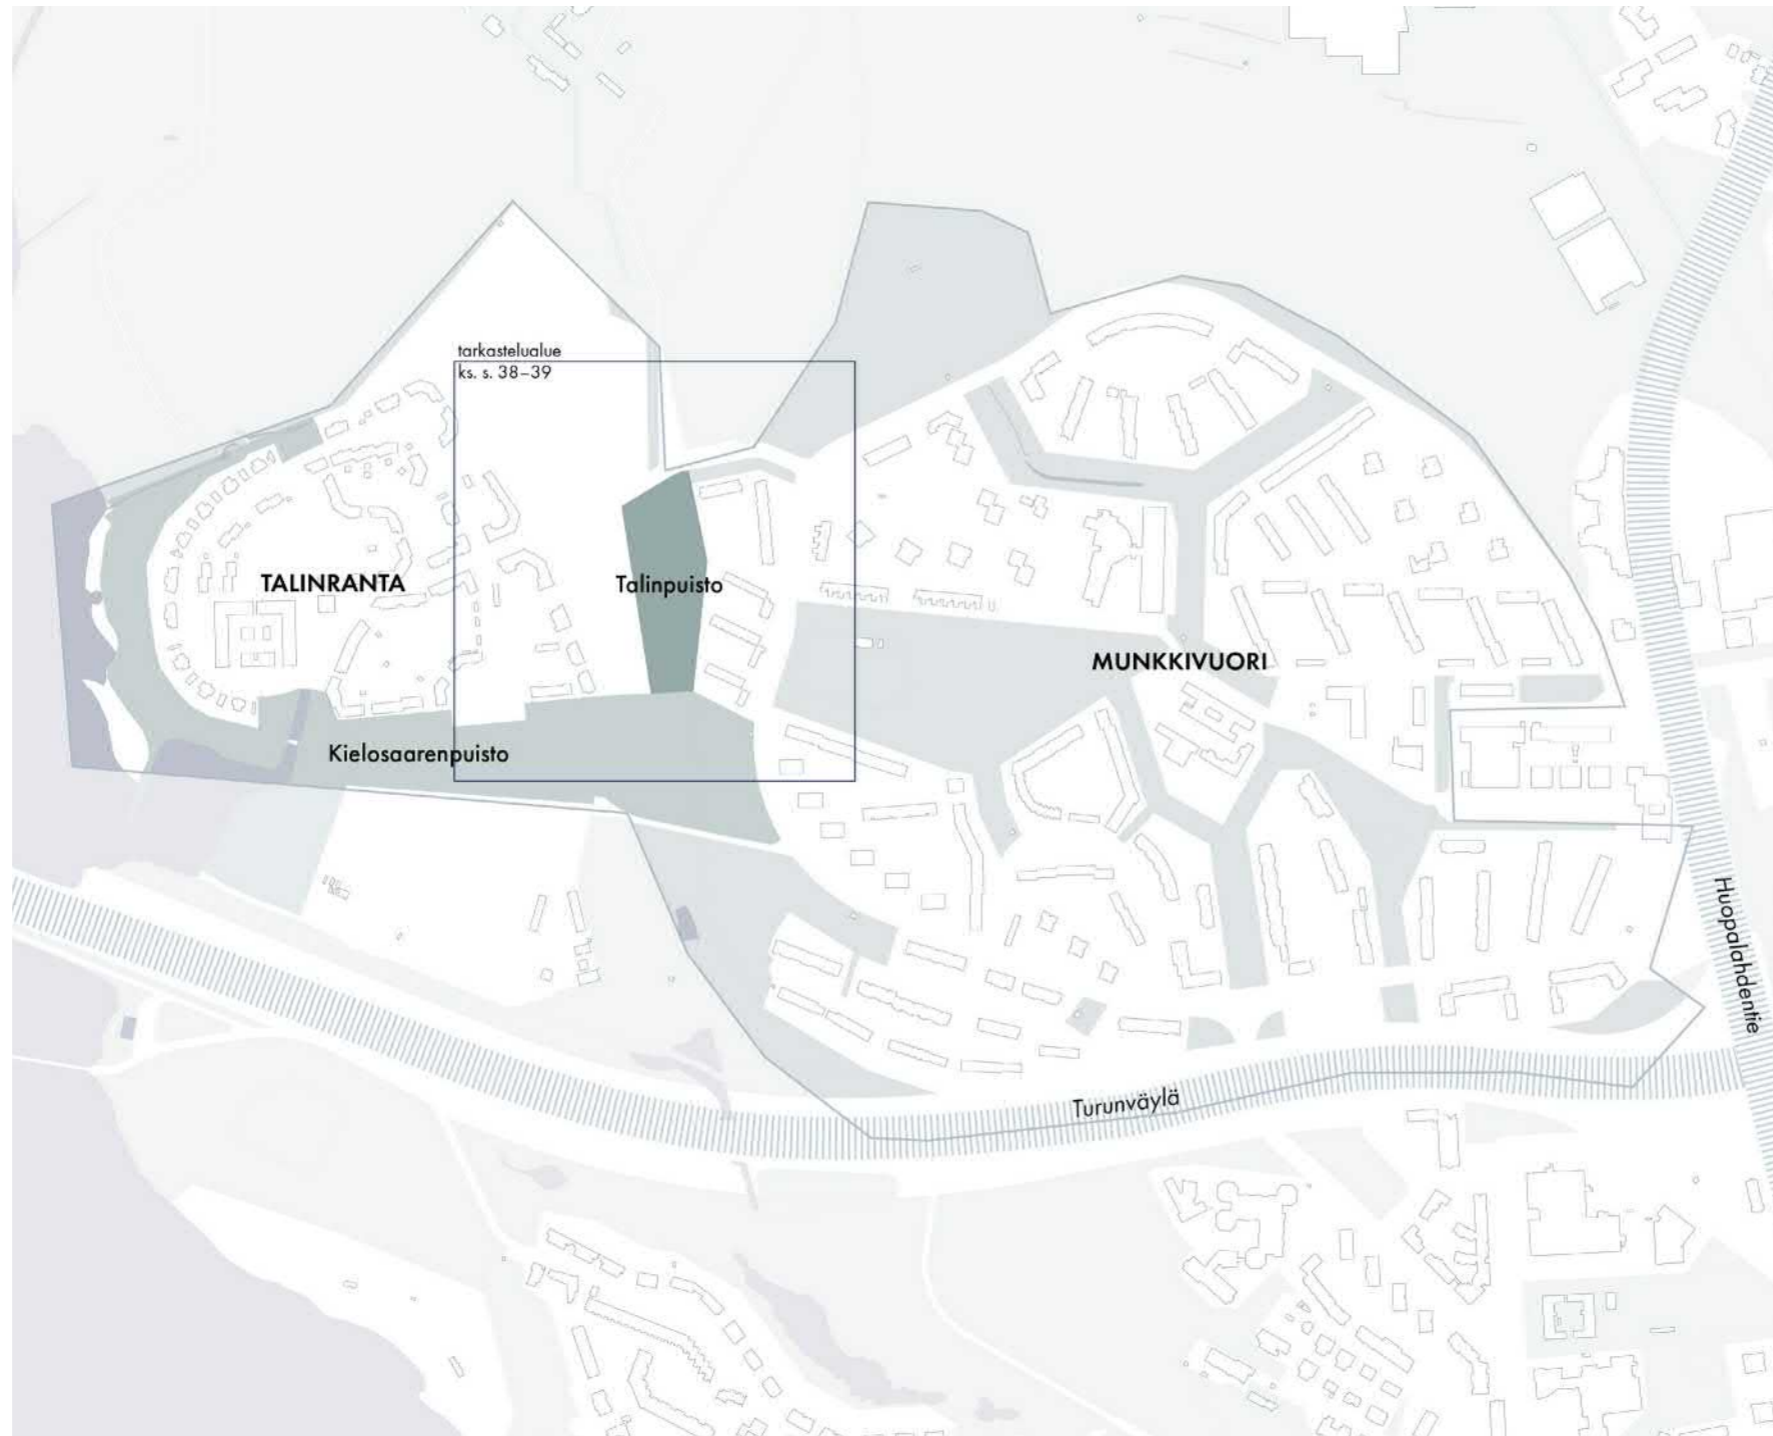 tarkastelualue
ks. s. 38–39
TALINRANTA
Talinpuisto
MUNKKIVUORI
Kielosaarenpuisto
Huopalahdentie
Turunväylä